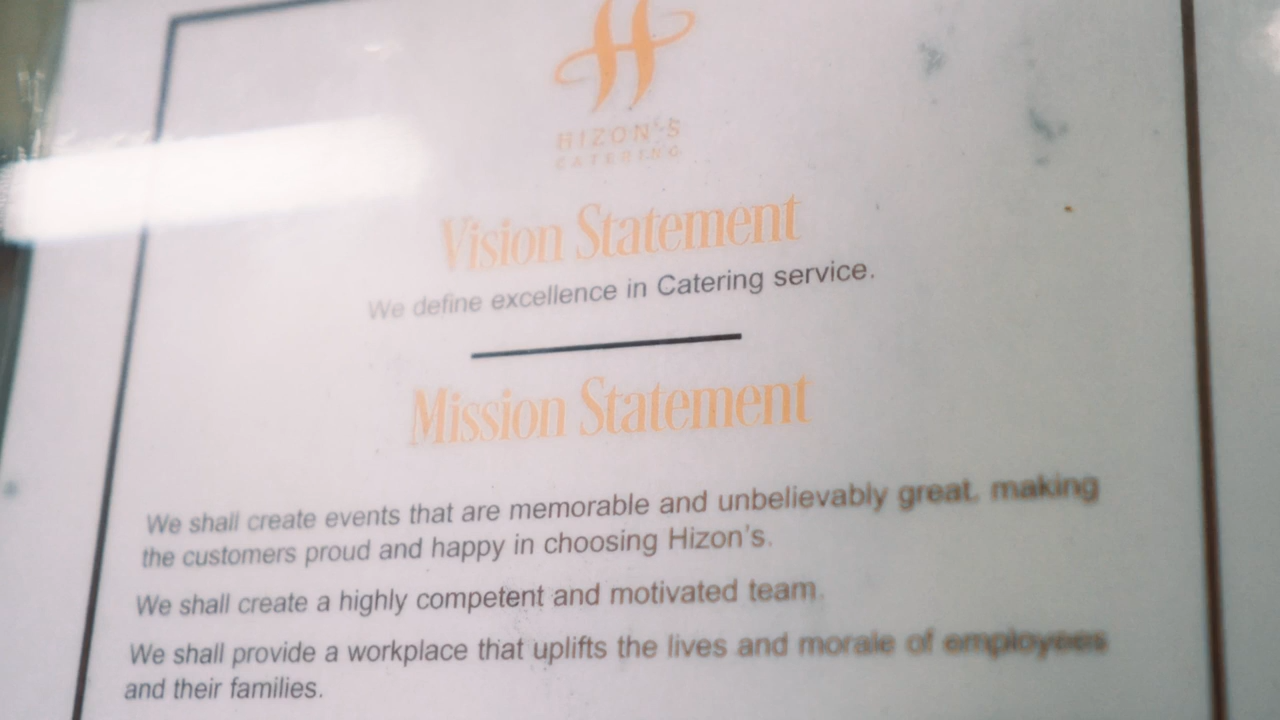 H
HIZON'S
CATERING
Vision Statement
We define excellence in Catering service.
Mission Statement
We shall create events that are memorable and unbelievably great, making
the customers proud and happy in choosing Hizon's.
We shall create a highly competent and motivated team.
We shall provide a workplace that uplifts the lives and morale of employees
and their families.